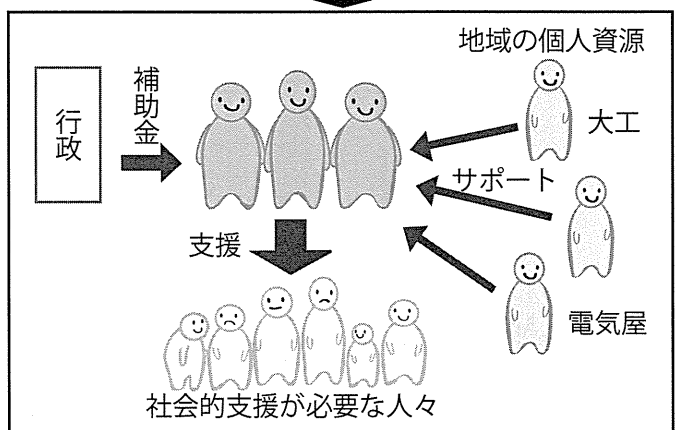 地域の個人資源
行政
補助金
大工
サポート
支援
電気屋
社会的支援が必要な人々